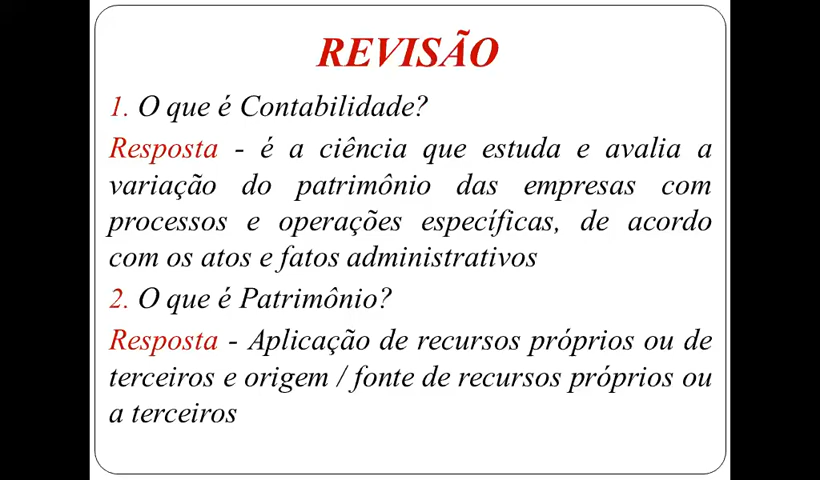 REVISÃO
1. O que é Contabilidade?
Resposta - é a ciência que estuda e avalia a
variação do patrimônio das empresas com
processos e operações específicas, de acordo
com os atos e fatos administrativos
2. O que é Patrimônio?
Resposta - Aplicação de recursos próprios ou de
terceiros e origem / fonte de recursos próprios ou
a terceiros